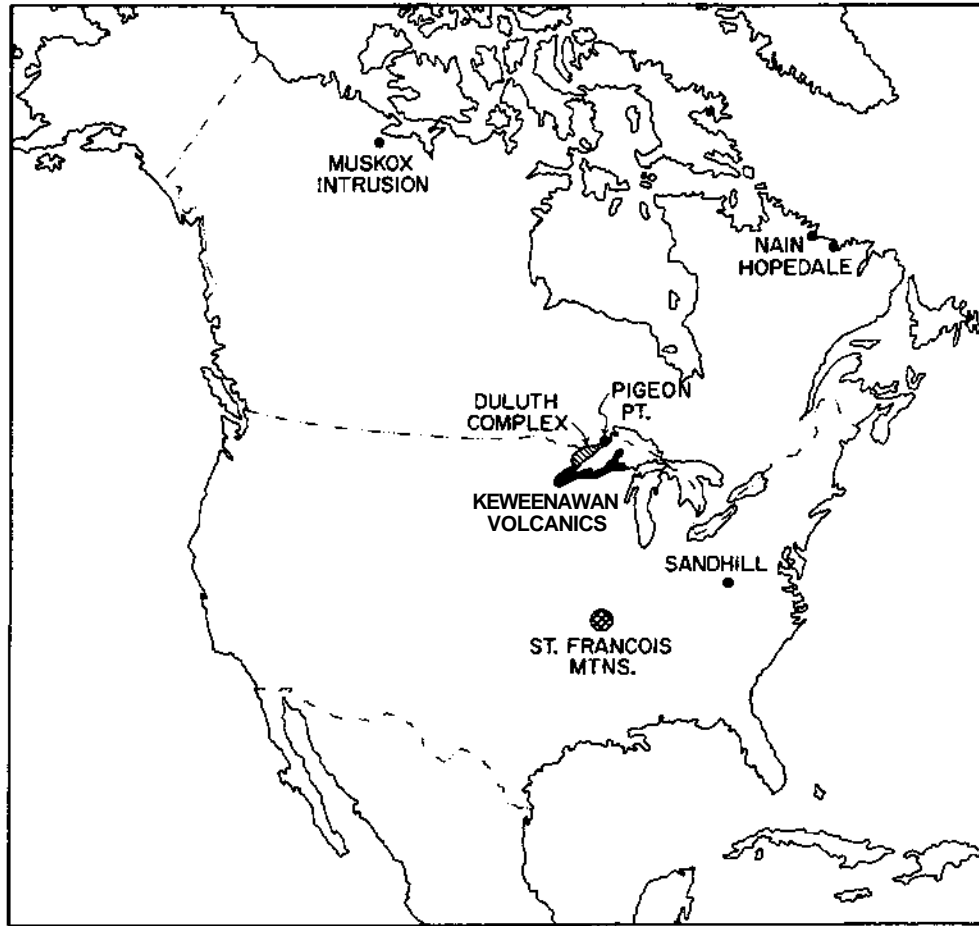 MUSKOX
INTRUSION
NAIN
HOPEDALE
DULUTH
COMPLEX
PIGEON
PT.
KEWEENAWAN
VOLCANICS
SANDHILL
ST. FRANCOIS
MTNS.